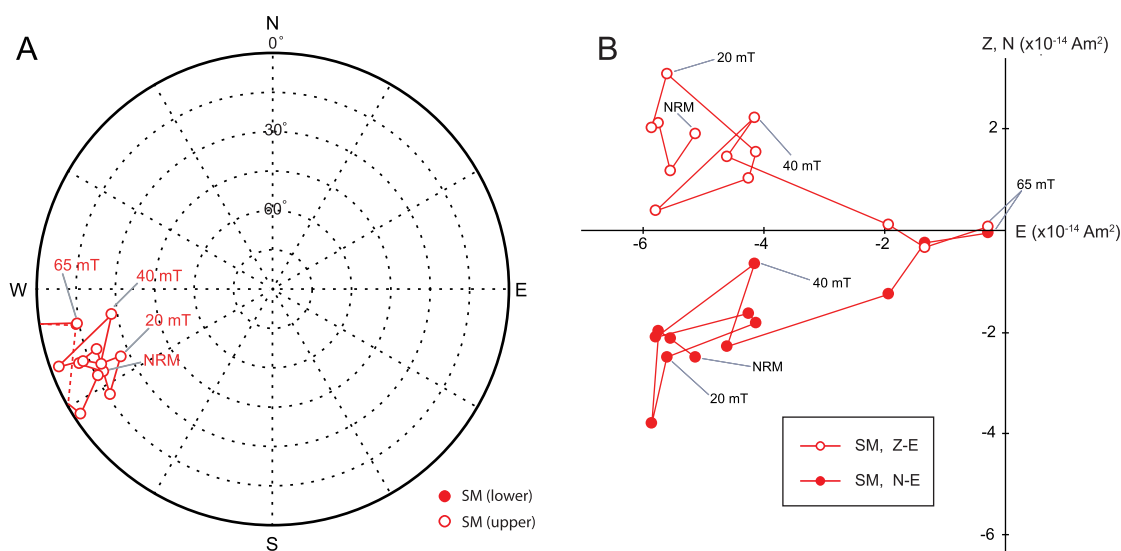 A
N
0°
30°
60°
W
E
65 mT
40 mT
20 mT
NRM
S
SM (lower)
SM (upper)
B
Z, N (x10⁻¹⁴ Am²)
20 mT
NRM
40 mT
2
65 mT
-6
-4
-2
E (x10⁻¹⁴ Am²)
40 mT
-2
NRM
20 mT
-4
SM, Z-E
SM, N-E
-6